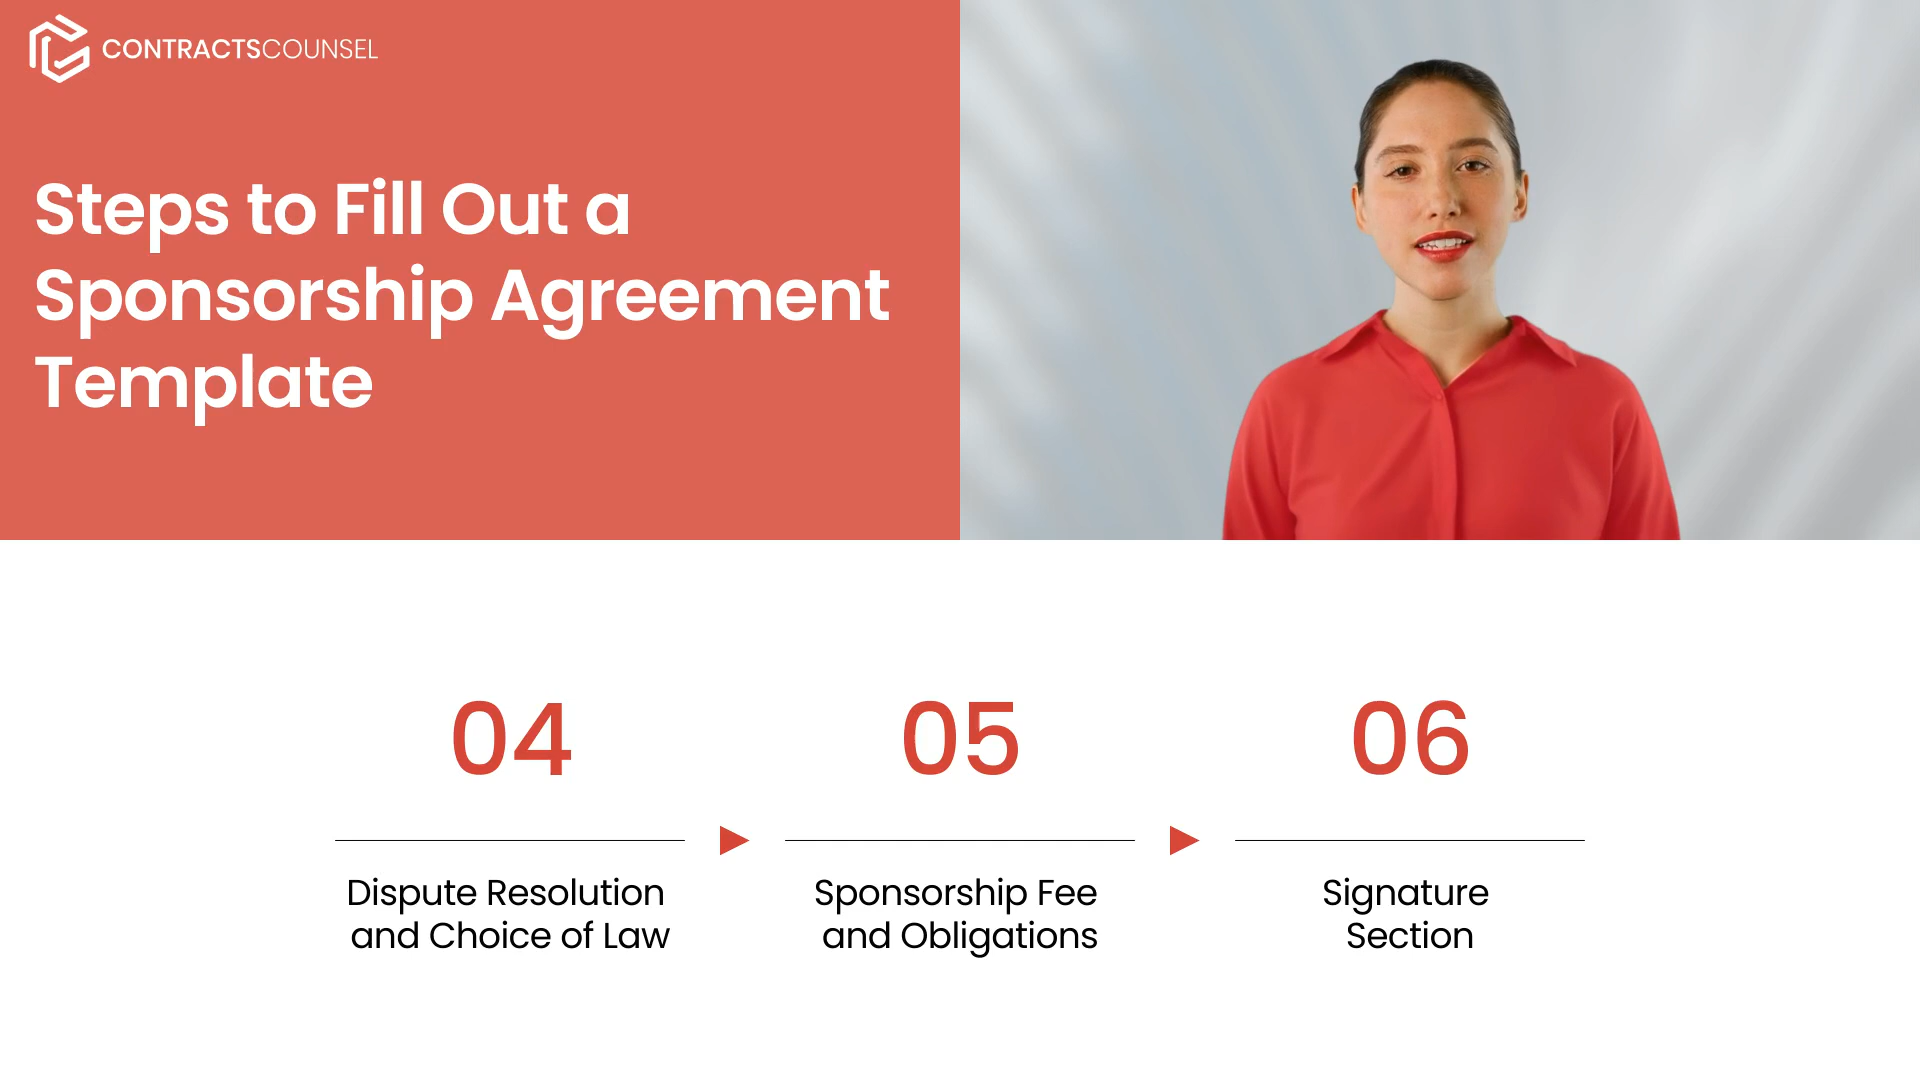 CONTRACTSCOUNSEL
Steps to Fill Out a
Sponsorship Agreement
Template
04
Dispute Resolution
and Choice of Law
05
Sponsorship Fee
and Obligations
06
Signature
Section